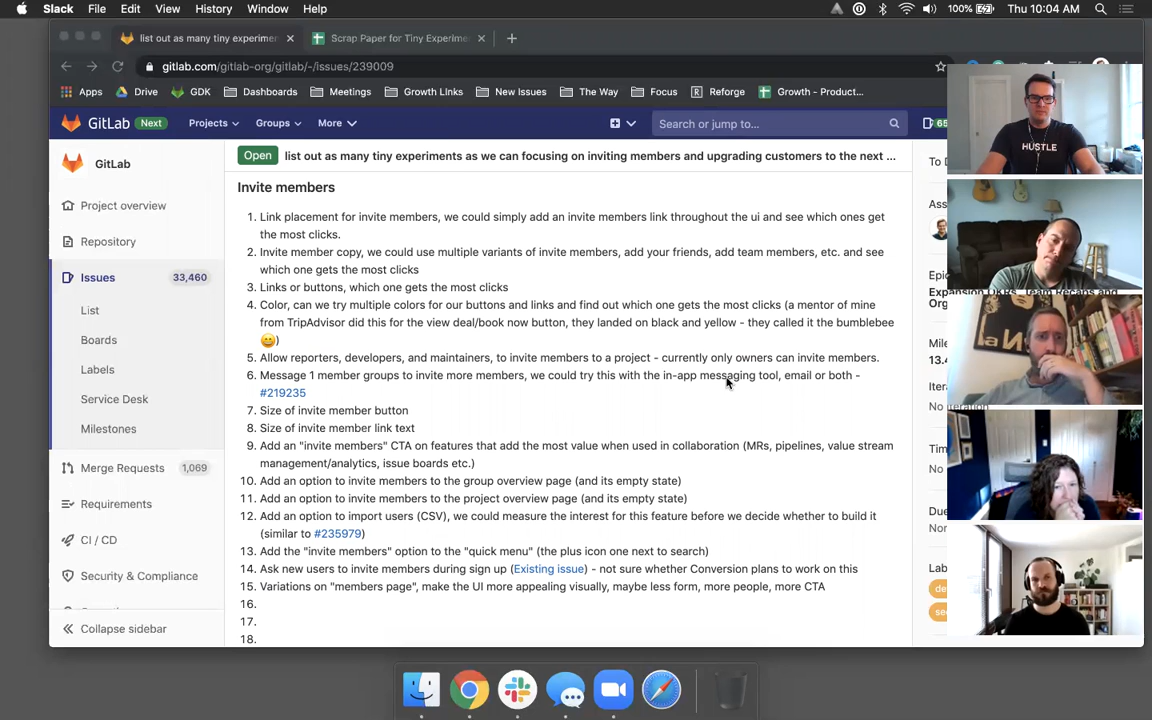 Slack File Edit View History Window Help 100% Thu 10:04 AM
list out as many tiny experimen Scrap Paper for Tiny Experime
gitlab.com/gitlab-org/gitlab/-/issues/239009
Apps Drive GDK Dashboards Meetings Growth LInks New Issues The Way Focus Reforge Growth - Product...
GitLab Next Projects Groups More Search or jump to...
GitLab
Project overview
Repository
Issues 33,460
List
Boards
Labels
Service Desk
Milestones
Merge Requests 1,069
Requirements
CI / CD
Security & Compliance
Collapse sidebar
Open list out as many tiny experiments as we can focusing on inviting members and upgrading customers to the next ...
Invite members
1. Link placement for invite members, we could simply add an invite members link throughout the ui and see which ones get
the most clicks.
2. Invite member copy, we could use multiple variants of invite members, add your friends, add team members, etc. and see
which one gets the most clicks
3. Links or buttons, which one gets the most clicks
4. Color, can we try multiple colors for our buttons and links and find out which one gets the most clicks (a mentor of mine
from TripAdvisor did this for the view deal/book now button, they landed on black and yellow - they called it the bumblebee
😄)
5. Allow reporters, developers, and maintainers, to invite members to a project - currently only owners can invite members.
6. Message 1 member groups to invite more members, we could try this with the in-app messaging tool, email or both -
#219235
7. Size of invite member button
8. Size of invite member link text
9. Add an "invite members" CTA on features that add the most value when used in collaboration (MRs, pipelines, value stream
management/analytics, issue boards etc.)
10. Add an option to invite members to the group overview page (and its empty state)
11. Add an option to invite members to the project overview page (and its empty state)
12. Add an option to import users (CSV), we could measure the interest for this feature before we decide whether to build it
(similar to #235979)
13. Add the "invite members" option to the "quick menu" (the plus icon one next to search)
14. Ask new users to invite members during sign up (Existing issue) - not sure whether Conversion plans to work on this
15. Variations on "members page", make the UI more appealing visually, maybe less form, more people, more CTA
16.
17.
18.
To D
Ass
Epic
Expansion OKRs, Team Recaps and
Org
Mile
13.4
Itera
No
Tim
No
Due
Non
Lab
de
sec
HUSTLE